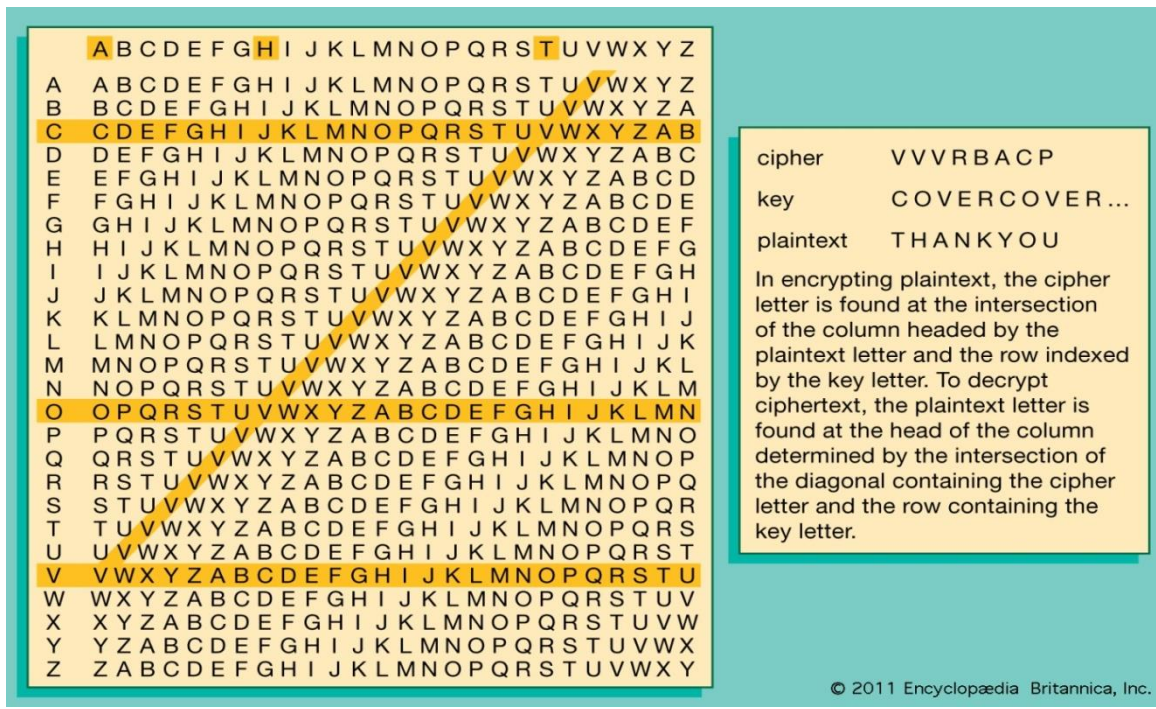 A B C D E F G H I J K L M N O P Q R S T U V W X Y Z
A A B C D E F G H I J K L M N O P Q R S T U V W X Y Z
B B C D E F G H I J K L M N O P Q R S T U V W X Y Z A
C C D E F G H I J K L M N O P Q R S T U V W X Y Z A B
D D E F G H I J K L M N O P Q R S T U V W X Y Z A B C
E E F G H I J K L M N O P Q R S T U V W X Y Z A B C D
F F G H I J K L M N O P Q R S T U V W X Y Z A B C D E
G G H I J K L M N O P Q R S T U V W X Y Z A B C D E F
H H I J K L M N O P Q R S T U V W X Y Z A B C D E F G
I I J K L M N O P Q R S T U V W X Y Z A B C D E F G H
J J K L M N O P Q R S T U V W X Y Z A B C D E F G H I
K K L M N O P Q R S T U V W X Y Z A B C D E F G H I J
L L M N O P Q R S T U V W X Y Z A B C D E F G H I J K
M M N O P Q R S T U V W X Y Z A B C D E F G H I J K L
N N O P Q R S T U V W X Y Z A B C D E F G H I J K L M
O O P Q R S T U V W X Y Z A B C D E F G H I J K L M N
P P Q R S T U V W X Y Z A B C D E F G H I J K L M N O
Q Q R S T U V W X Y Z A B C D E F G H I J K L M N O P
R R S T U V W X Y Z A B C D E F G H I J K L M N O P Q
S S T U V W X Y Z A B C D E F G H I J K L M N O P Q R
T T U V W X Y Z A B C D E F G H I J K L M N O P Q R S
U U V W X Y Z A B C D E F G H I J K L M N O P Q R S T
V V W X Y Z A B C D E F G H I J K L M N O P Q R S T U
W W X Y Z A B C D E F G H I J K L M N O P Q R S T U V
X X Y Z A B C D E F G H I J K L M N O P Q R S T U V W
Y Y Z A B C D E F G H I J K L M N O P Q R S T U V W X
Z Z A B C D E F G H I J K L M N O P Q R S T U V W X Y
cipher V V V R B A C P
key C O V E R C O V E R ...
plaintext T H A N K Y O U
In encrypting plaintext, the cipher
letter is found at the intersection
of the column headed by the
plaintext letter and the row indexed
by the key letter. To decrypt
ciphertext, the plaintext letter is
found at the head of the column
determined by the intersection of
the diagonal containing the cipher
letter and the row containing the
key letter.
© 2011 Encyclopædia Britannica, Inc.